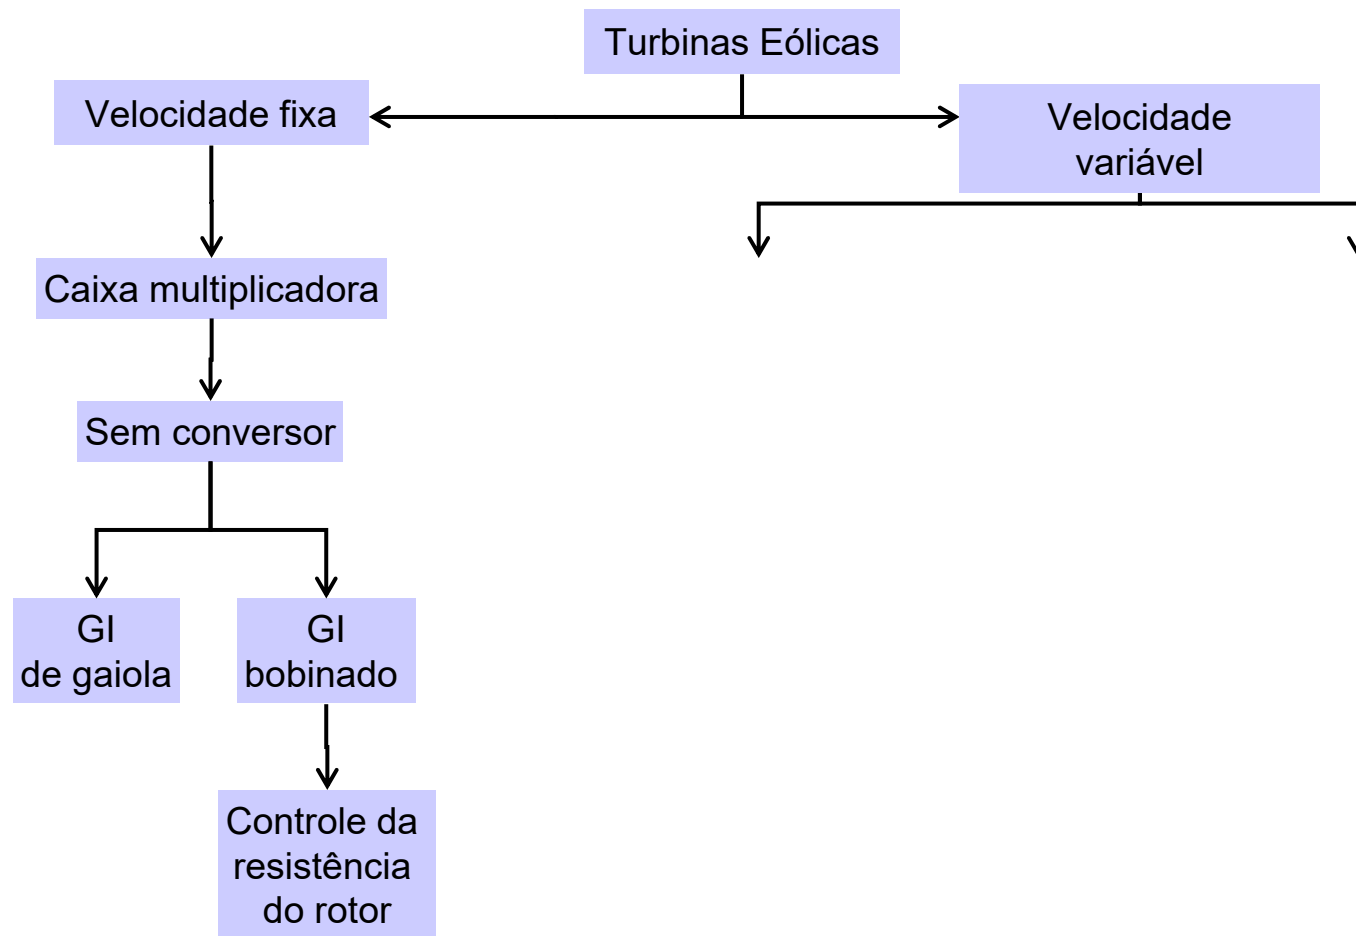 Turbinas Eólicas
Velocidade fixa
Velocidade
variável
Caixa multiplicadora
Sem conversor
GI
de gaiola
GI
bobinado
Controle da
resistência
do rotor